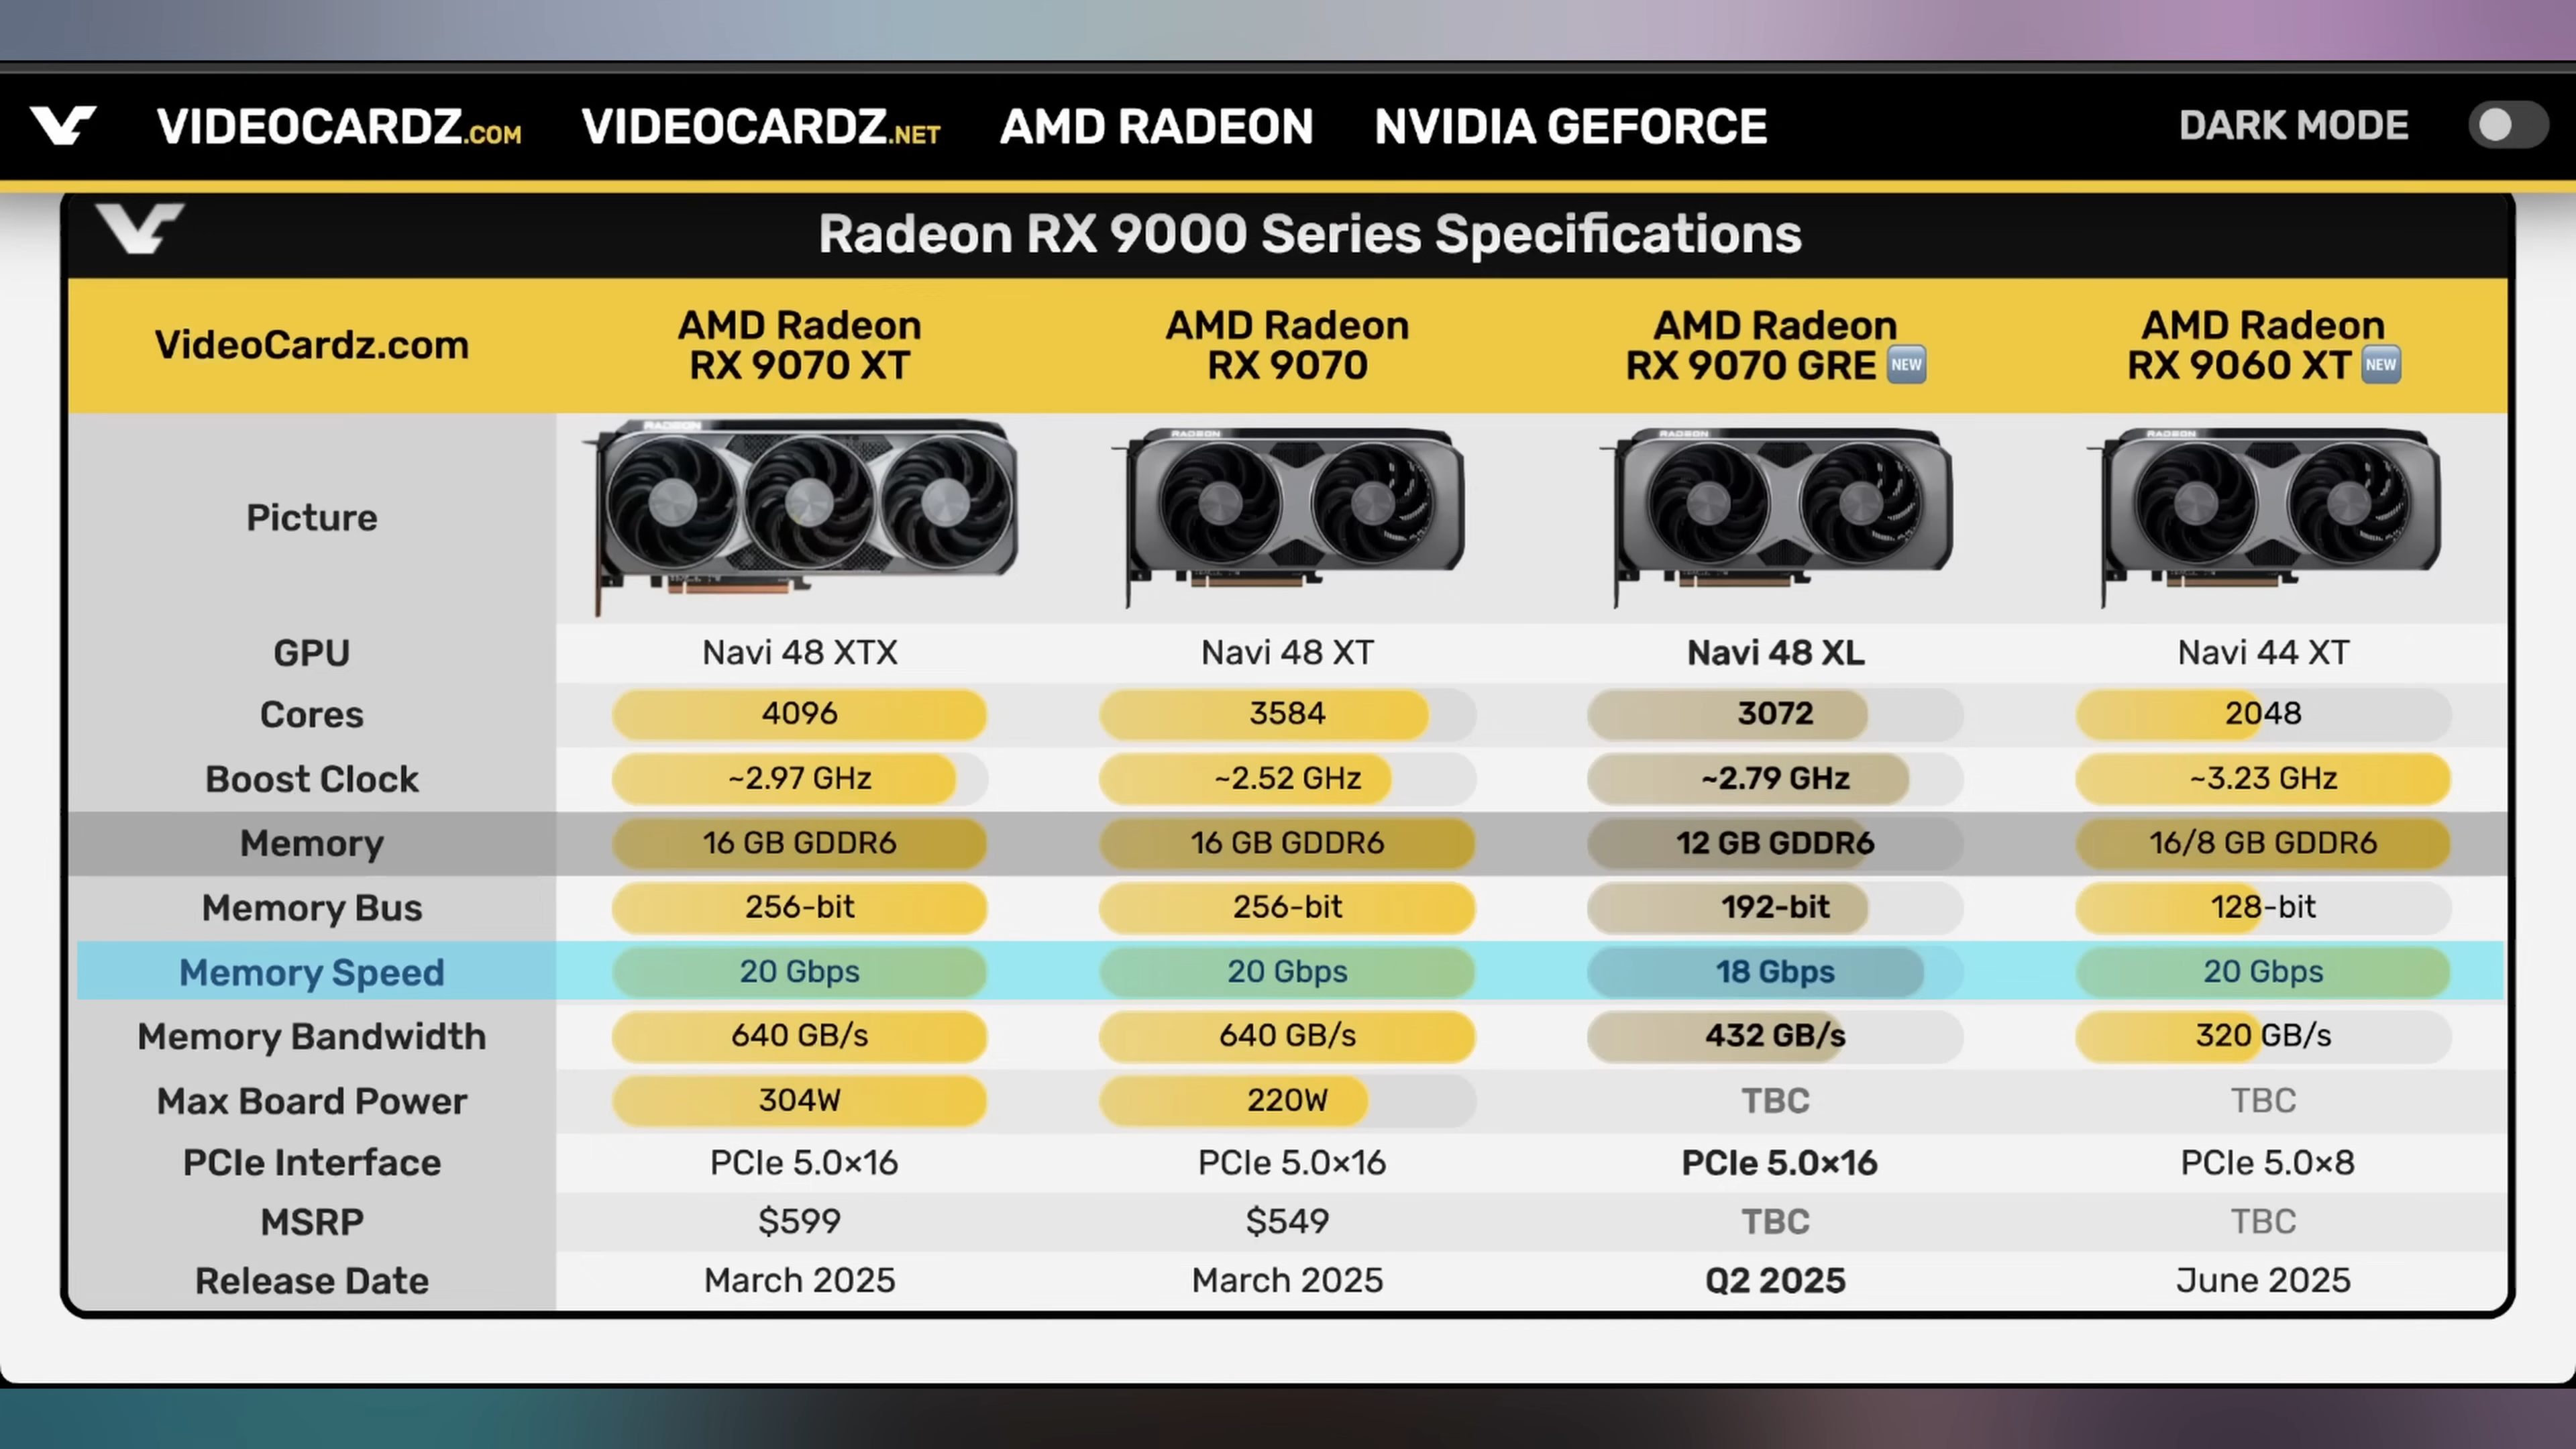 VIDEOCARDZ.COM VIDEOCARDZ.NET AMD RADEON NVIDIA GEFORCE DARK MODE
Radeon RX 9000 Series Specifications
VideoCardz.com AMD Radeon RX 9070 XT AMD Radeon RX 9070 AMD Radeon RX 9070 GRE NEW AMD Radeon RX 9060 XT NEW
Picture RADEON RADEON RADEON RADEON
GPU Navi 48 XTX Navi 48 XT Navi 48 XL Navi 44 XT
Cores 4096 3584 3072 2048
Boost Clock ~2.97 GHz ~2.52 GHz ~2.79 GHz ~3.23 GHz
Memory 16 GB GDDR6 16 GB GDDR6 12 GB GDDR6 16/8 GB GDDR6
Memory Bus 256-bit 256-bit 192-bit 128-bit
Memory Speed 20 Gbps 20 Gbps 18 Gbps 20 Gbps
Memory Bandwidth 640 GB/s 640 GB/s 432 GB/s 320 GB/s
Max Board Power 304W 220W TBC TBC
PCIe Interface PCIe 5.0×16 PCIe 5.0×16 PCIe 5.0×16 PCIe 5.0×8
MSRP $599 $549 TBC TBC
Release Date March 2025 March 2025 Q2 2025 June 2025